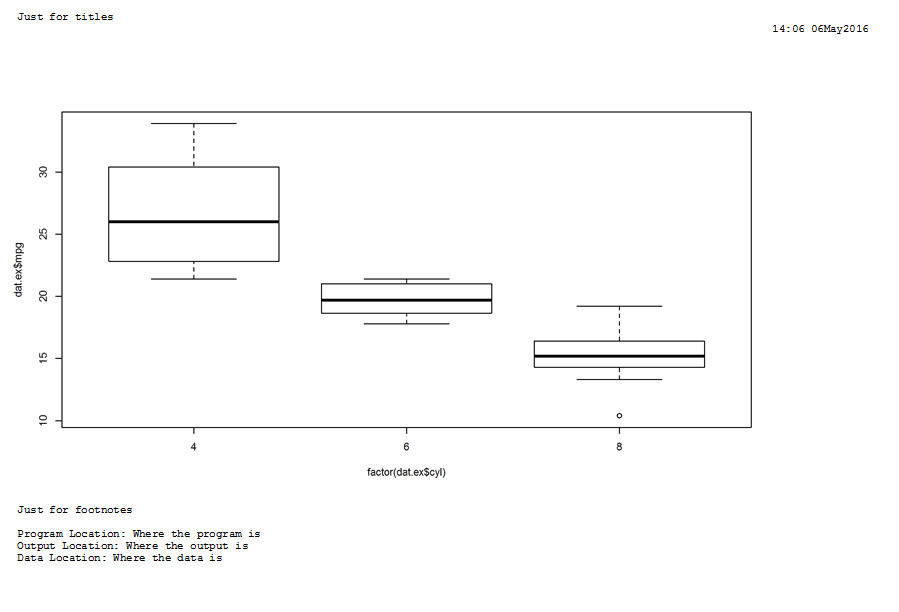 Just for titles
14:06 06May2016
30
25
20
15
10
dat.ex$mpg
4 6 8
factor(dat.ex$cyl)
Just for footnotes
Program Location: Where the program is
Output Location: Where the output is
Data Location: Where the data is